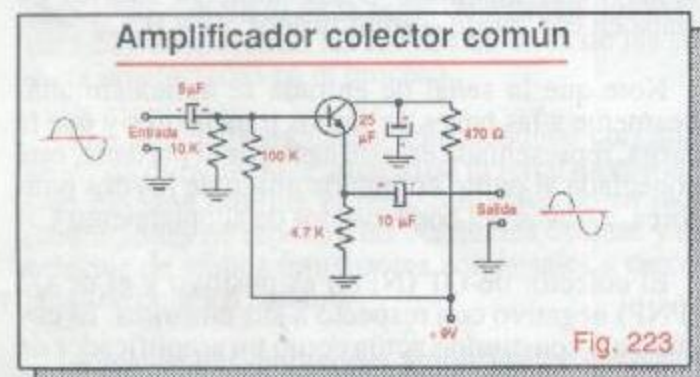 Amplificador colector común
5µF
Entrada
10 K
100 K
25
µF
470 Ω
4.7 K
10 µF
Salida
+ 9V
Fig. 223